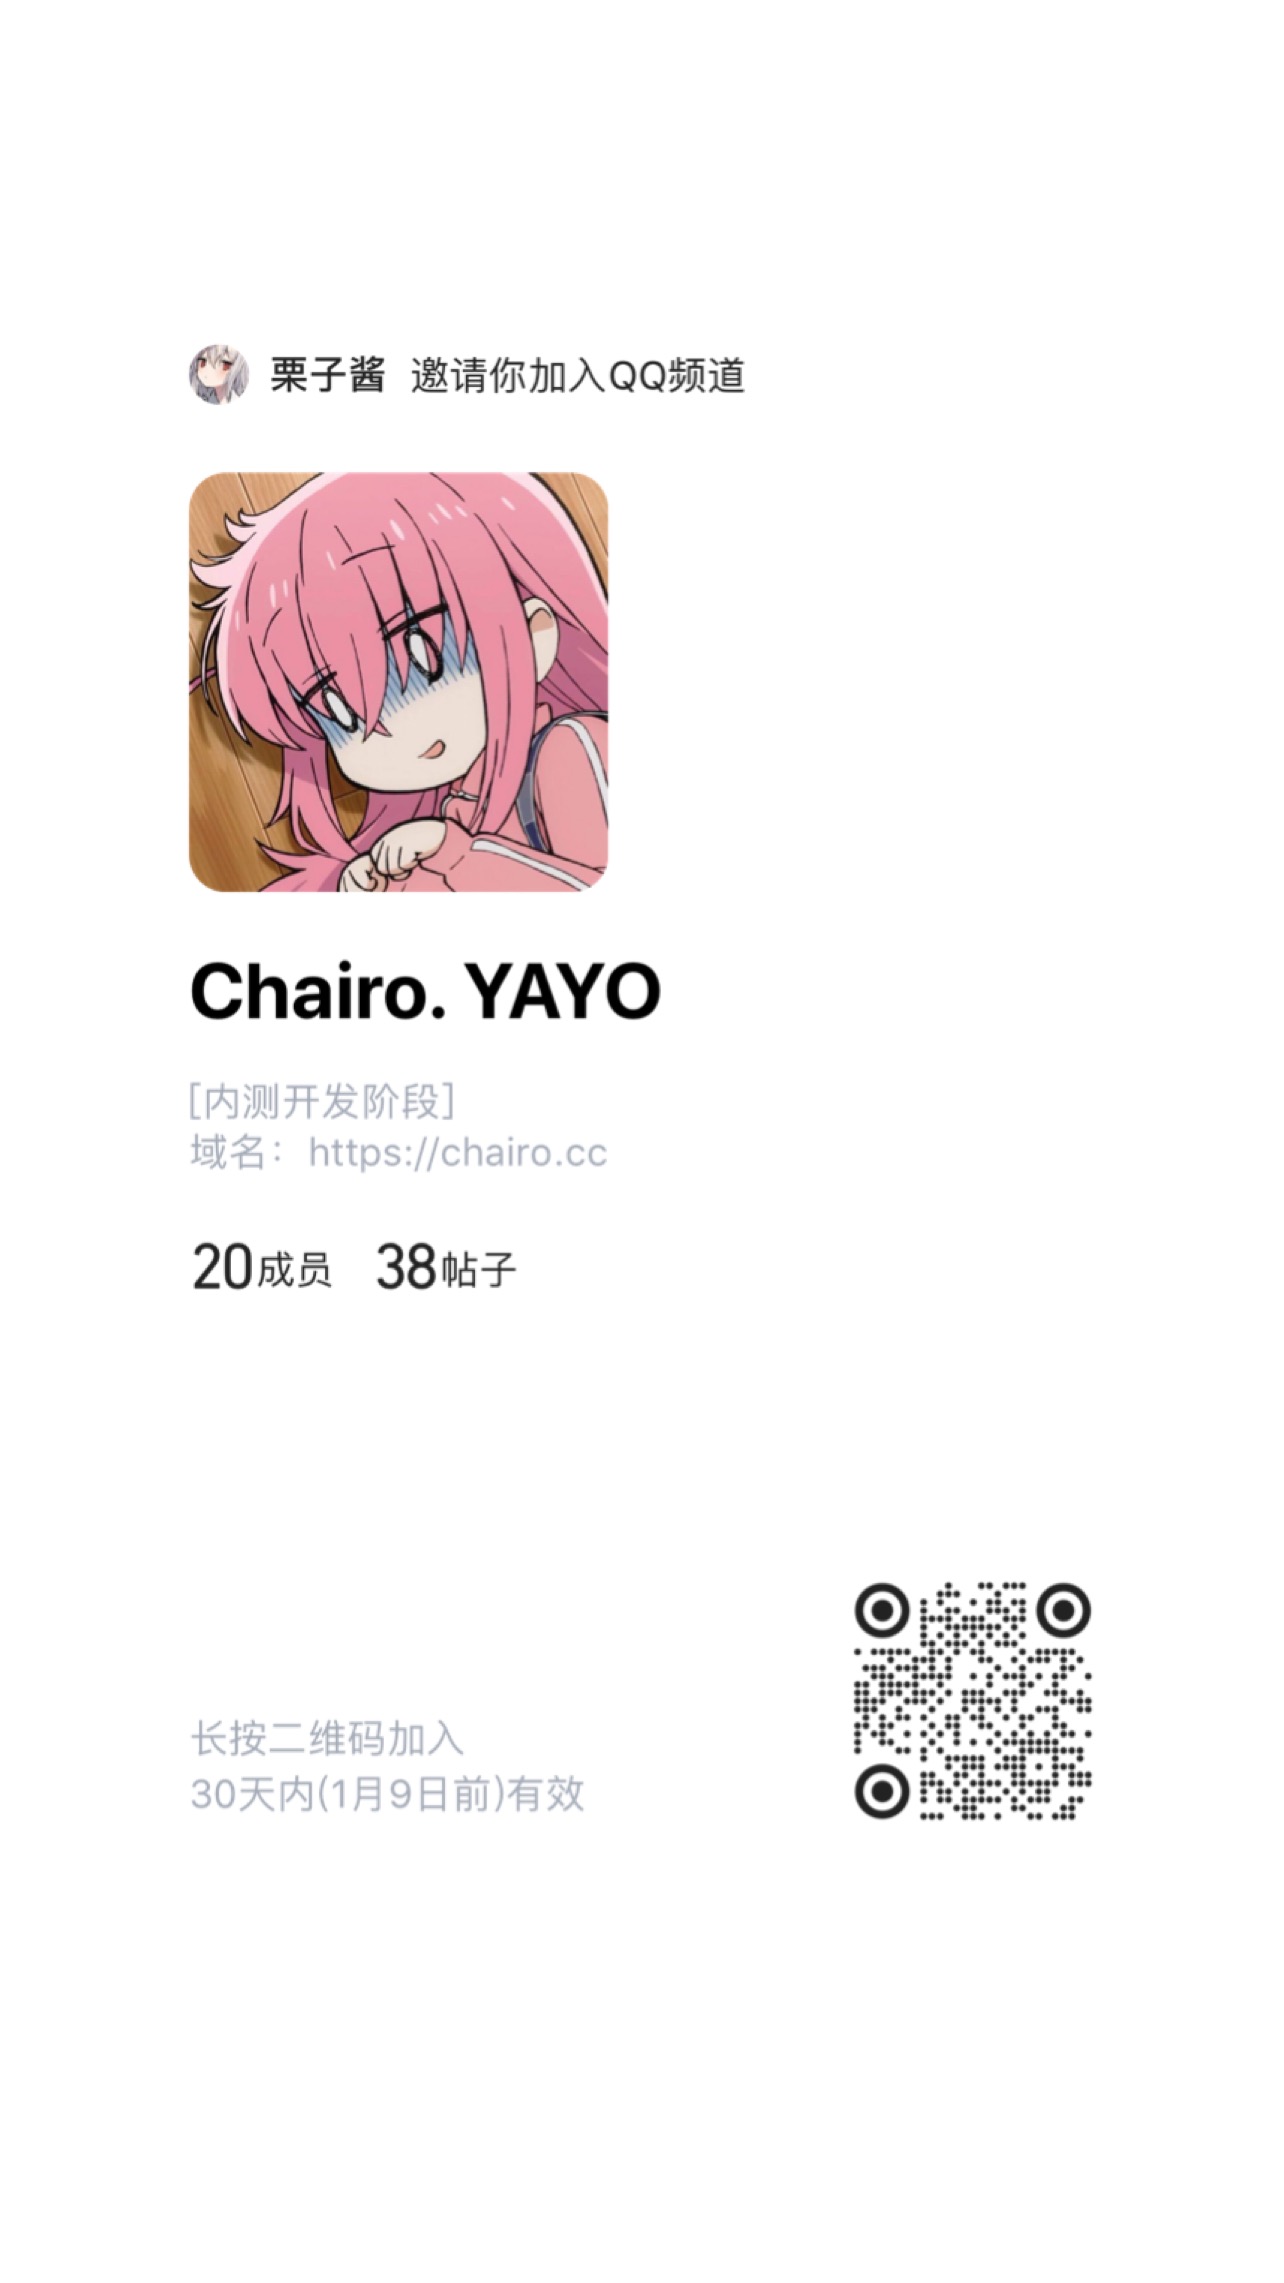 栗子酱 邀请你加入QQ频道
Chairo. YAYO
[内测开发阶段]
域名：https://chairo.cc
20成员 38帖子
长按二维码加入
30天内(1月9日前)有效